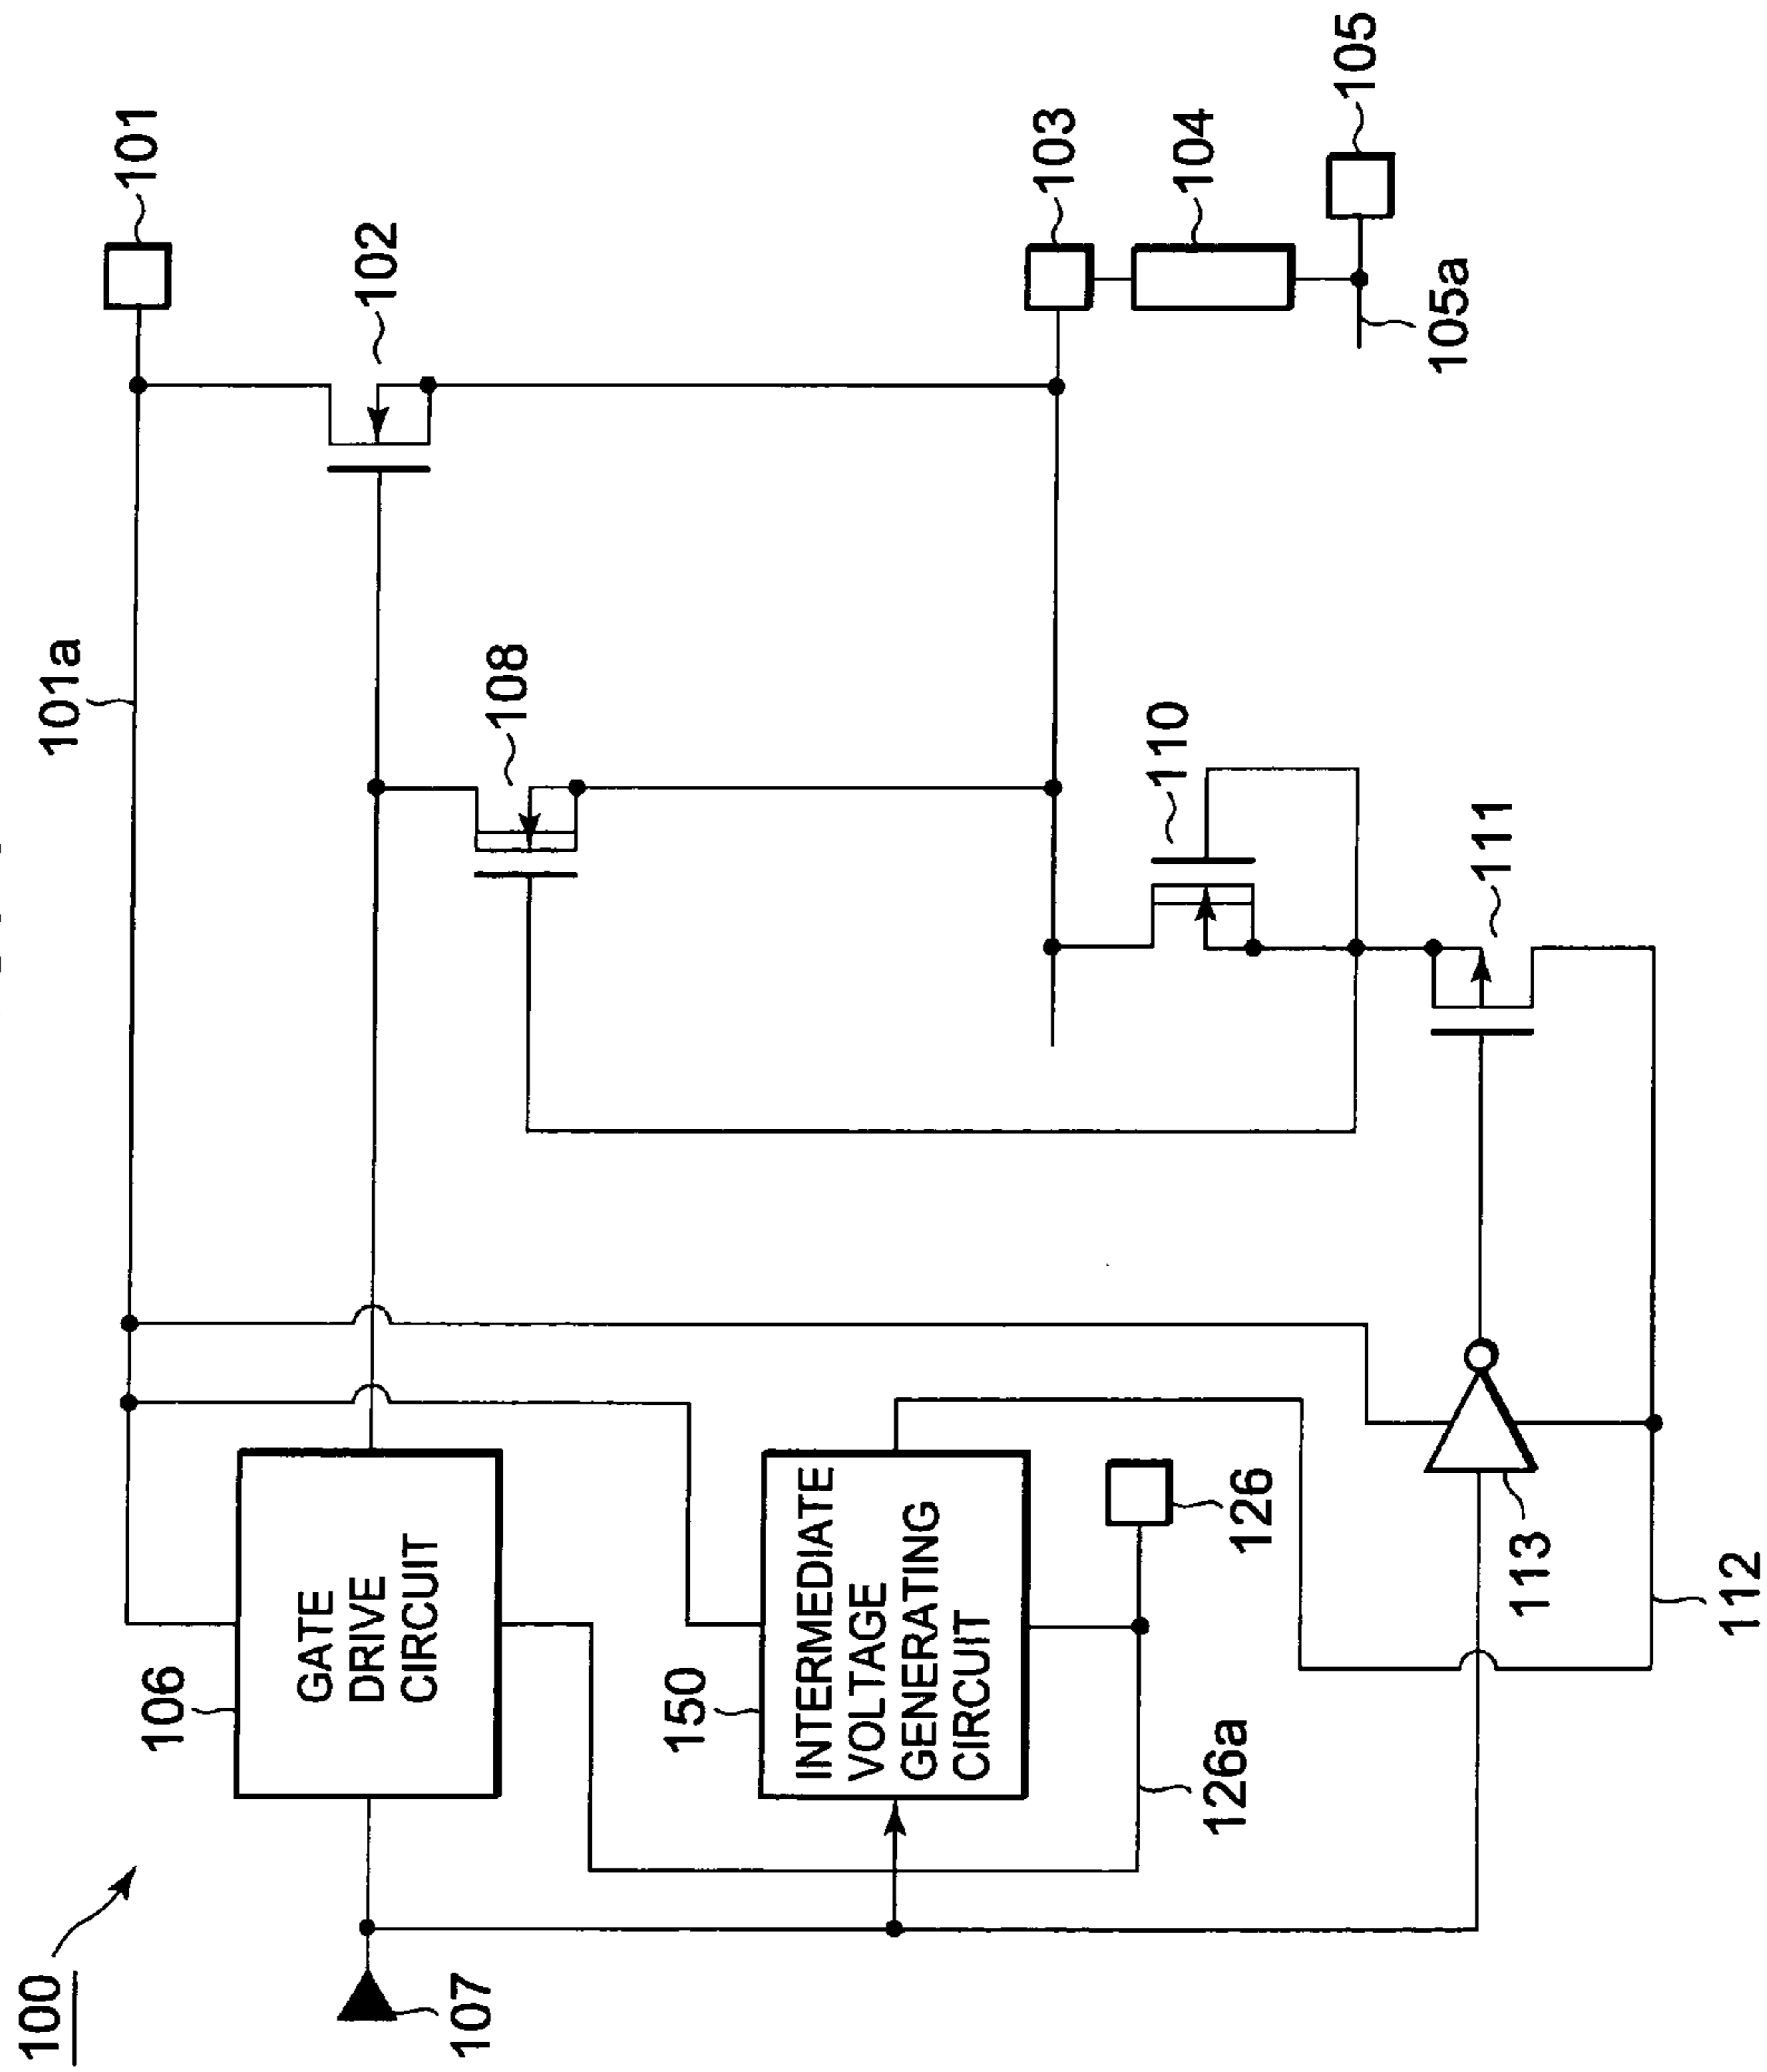 100
101a
101
102
106
GATE
DRIVE
CIRCUIT
107
108
103
104
105
105a
150
INTERMEDIATE
VOLTAGE
GENERATING
CIRCUIT
110
126
126a
111
113
112